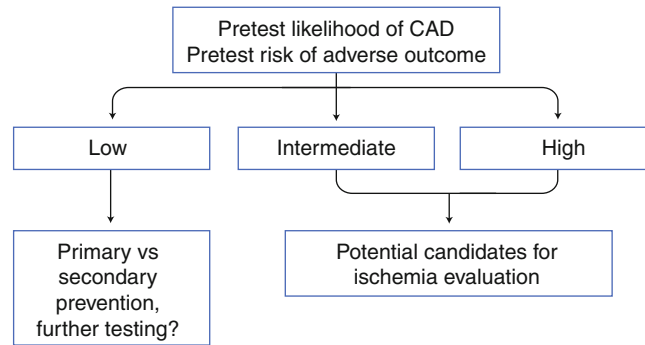 Pretest likelihood of CAD
Pretest risk of adverse outcome
Low
Intermediate
High
Primary vs
secondary
prevention,
further testing?
Potential candidates for
ischemia evaluation